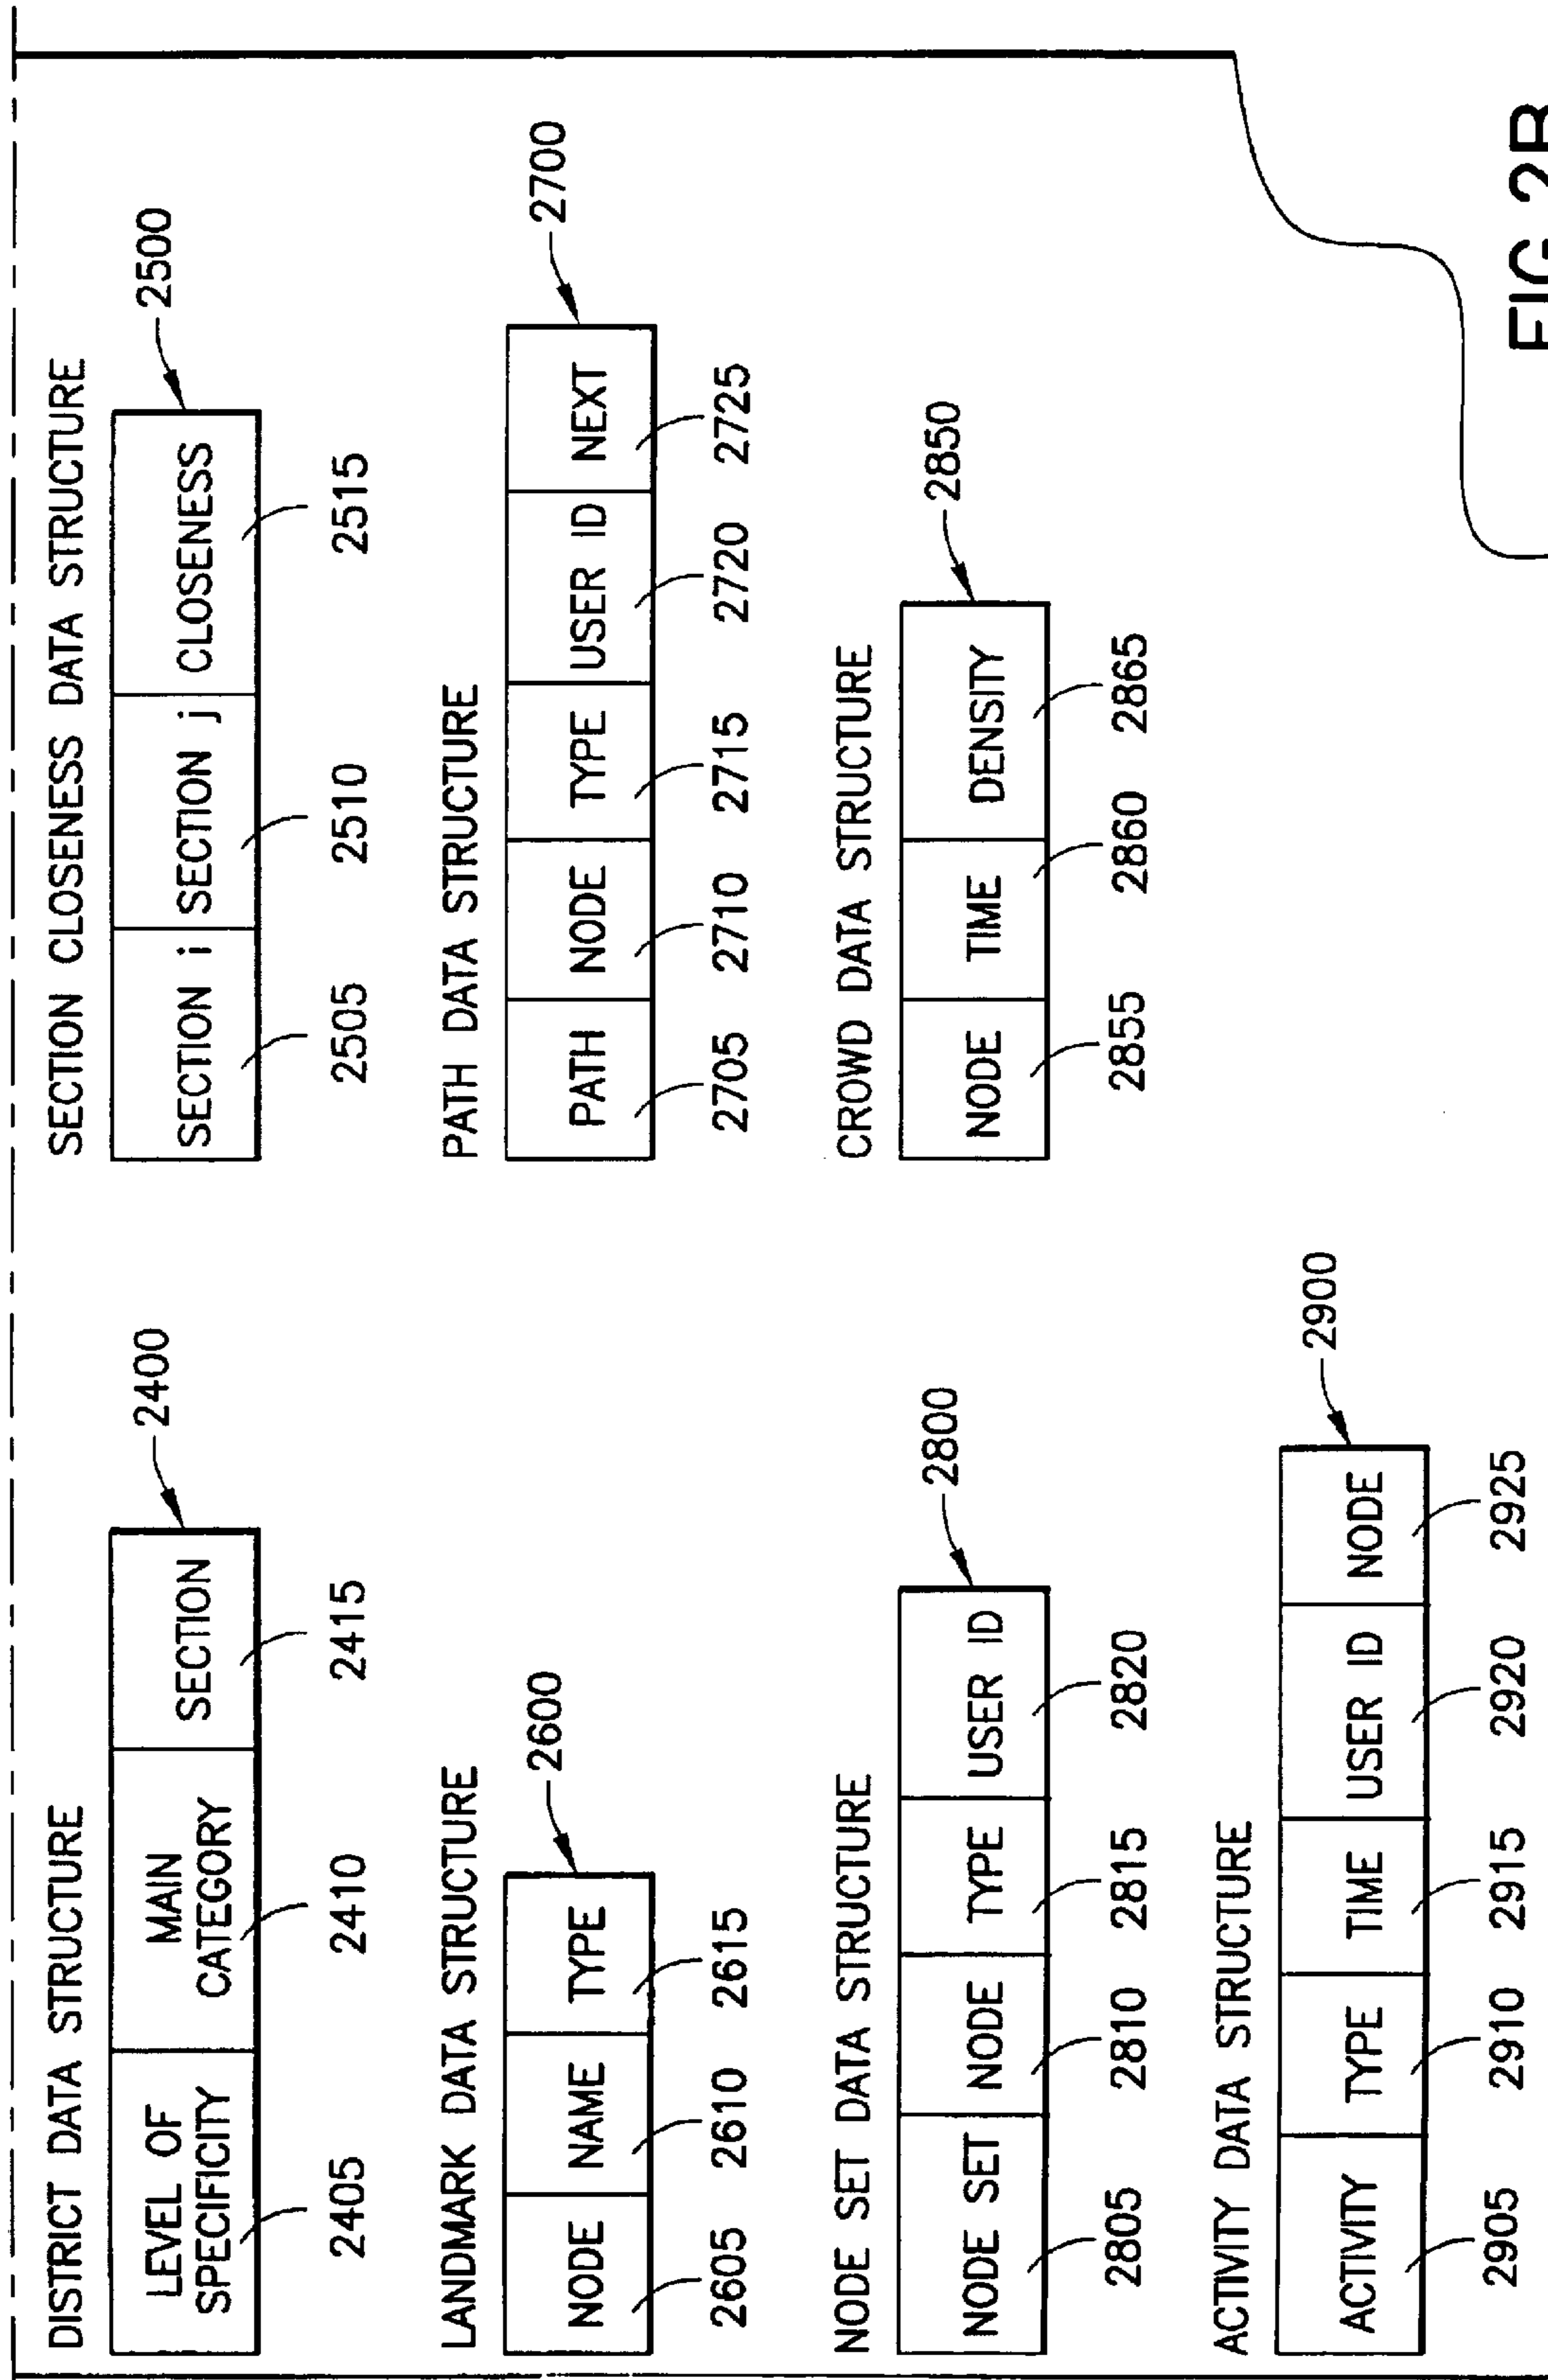 DISTRICT DATA STRUCTURE
2400
LEVEL OF
SPECIFICITY
MAIN
CATEGORY
SECTION
2405 2410 2415
SECTION CLOSENESS DATA STRUCTURE
2500
SECTION i SECTION j CLOSENESS
2505 2510 2515
LANDMARK DATA STRUCTURE
2600
NODE NAME TYPE
2605 2610 2615
PATH DATA STRUCTURE
2700
PATH NODE TYPE USER ID NEXT
2705 2710 2715 2720 2725
NODE SET DATA STRUCTURE
2800
NODE SET NODE TYPE USER ID
2805 2810 2815 2820
CROWD DATA STRUCTURE
2850
NODE TIME DENSITY
2855 2860 2865
ACTIVITY DATA STRUCTURE
2900
ACTIVITY TYPE TIME USER ID NODE
2905 2910 2915 2920 2925
FIG. 2B